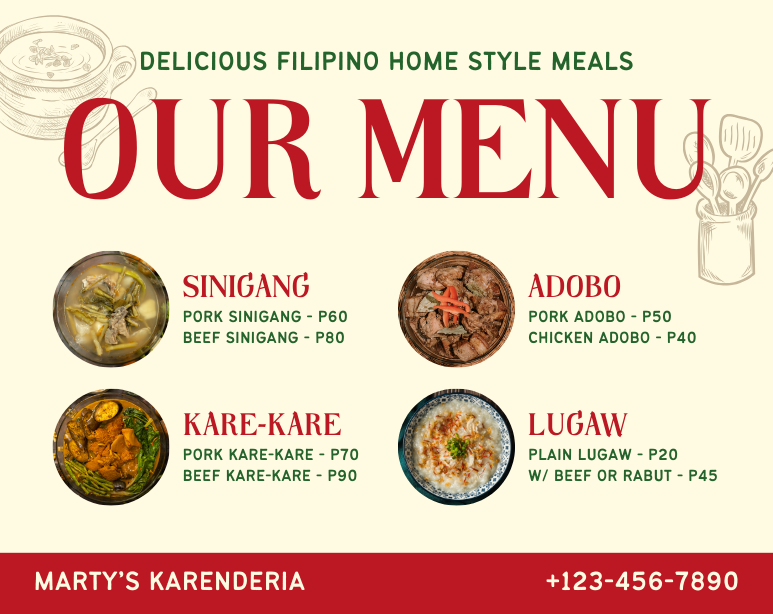 DELICIOUS FILIPINO HOME STYLE MEALS
OUR MENU
SINIGANG
PORK SINIGANG - P60
BEEF SINIGANG - P80
ADOBO
PORK ADOBO - P50
CHICKEN ADOBO - P40
KARE-KARE
PORK KARE-KARE - P70
BEEF KARE-KARE - P90
LUGAW
PLAIN LUGAW - P20
W/ BEEF OR RABUT - P45
MARTY'S KARENDERIA
+123-456-7890